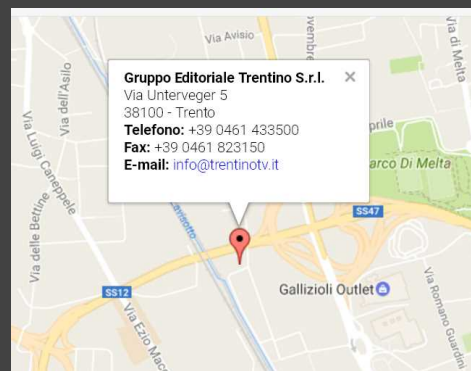 Via Avisio
Gruppo Editoriale Trentino S.r.l.
Via Unterveger 5
38100 - Trento
Telefono: +39 0461 433500
Fax: +39 0461 823150
E-mail: info@trentinotv.it
Via dell'Asilo
Via Luigi Caneppele
Via delle Bettine
Via di Melta
arco Di Melta
SS47
SS12
Gallizioli Outlet
Via Romano Guardini